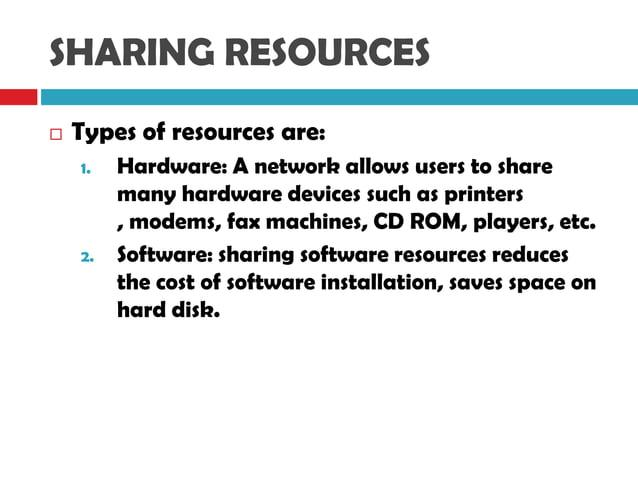 SHARING RESOURCES
Types of resources are:
1. Hardware: A network allows users to share
many hardware devices such as printers
, modems, fax machines, CD ROM, players, etc.
2. Software: sharing software resources reduces
the cost of software installation, saves space on
hard disk.